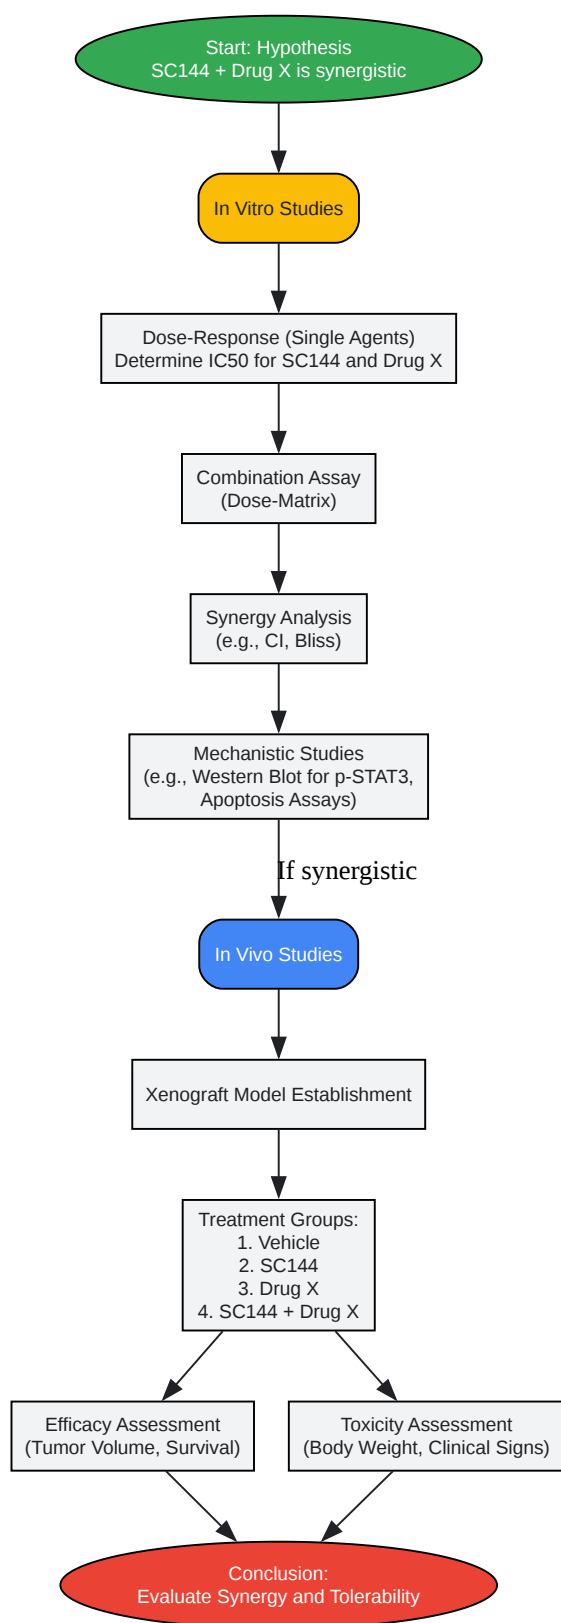 Start: Hypothesis
SC144 + Drug X is synergistic
In Vitro Studies
Dose-Response (Single Agents)
Determine IC50 for SC144 and Drug X
Combination Assay
(Dose-Matrix)
Synergy Analysis
(e.g., CI, Bliss)
Mechanistic Studies
(e.g., Western Blot for p-STAT3,
Apoptosis Assays)
If synergistic
In Vivo Studies
Xenograft Model Establishment
Treatment Groups:
1. Vehicle
2. SC144
3. Drug X
4. SC144 + Drug X
Efficacy Assessment
(Tumor Volume, Survival)
Toxicity Assessment
(Body Weight, Clinical Signs)
Conclusion:
Evaluate Synergy and Tolerability